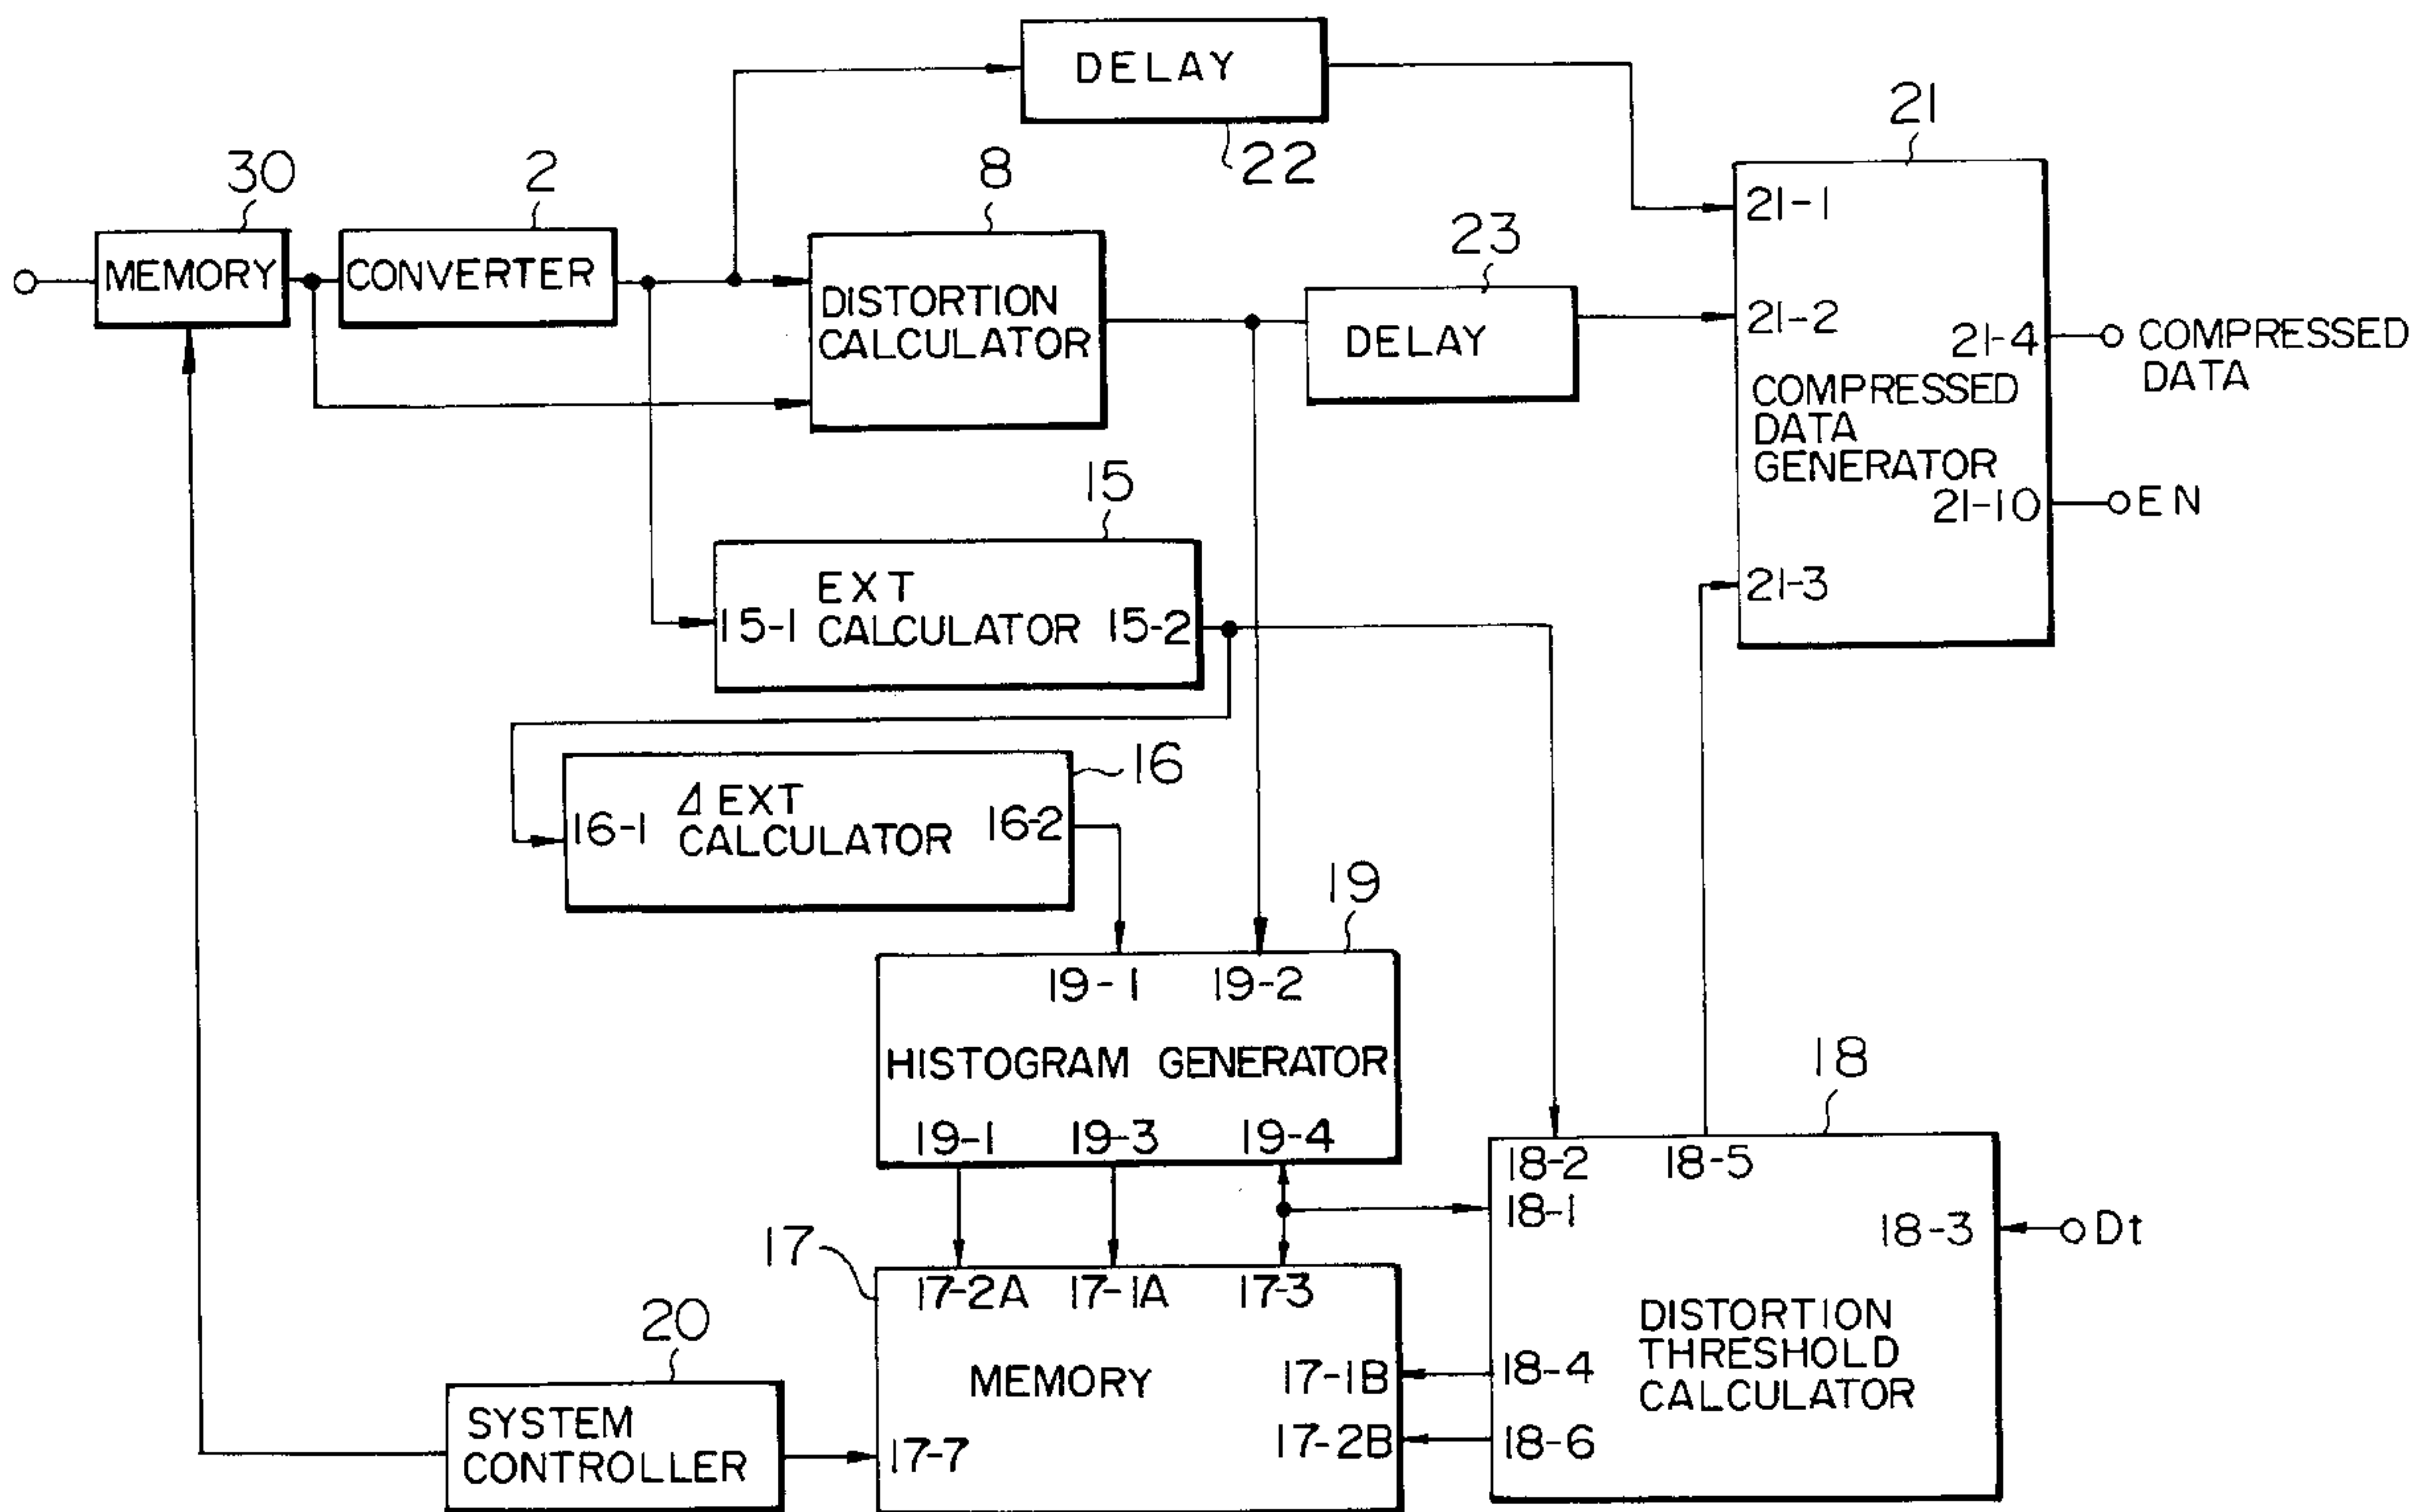 DELAY
22
21
30
2
8
MEMORY
CONVERTER
DISTORTION
CALCULATOR
23
DELAY
21-1
21-2
21-4
COMPRESSED
DATA
GENERATOR
21-10
21-3
COMPRESSED
DATA
EN
15
15-1
EXT
CALCULATOR
15-2
16
16-1
Δ EXT
CALCULATOR
16-2
19
19-1
19-2
HISTOGRAM GENERATOR
19-1
19-3
19-4
18
18-2
18-5
18-1
18-3
Dt
DISTORTION
THRESHOLD
CALCULATOR
18-4
18-6
17
17-2A
17-1A
17-3
MEMORY
17-1B
17-2B
17-7
20
SYSTEM
CONTROLLER